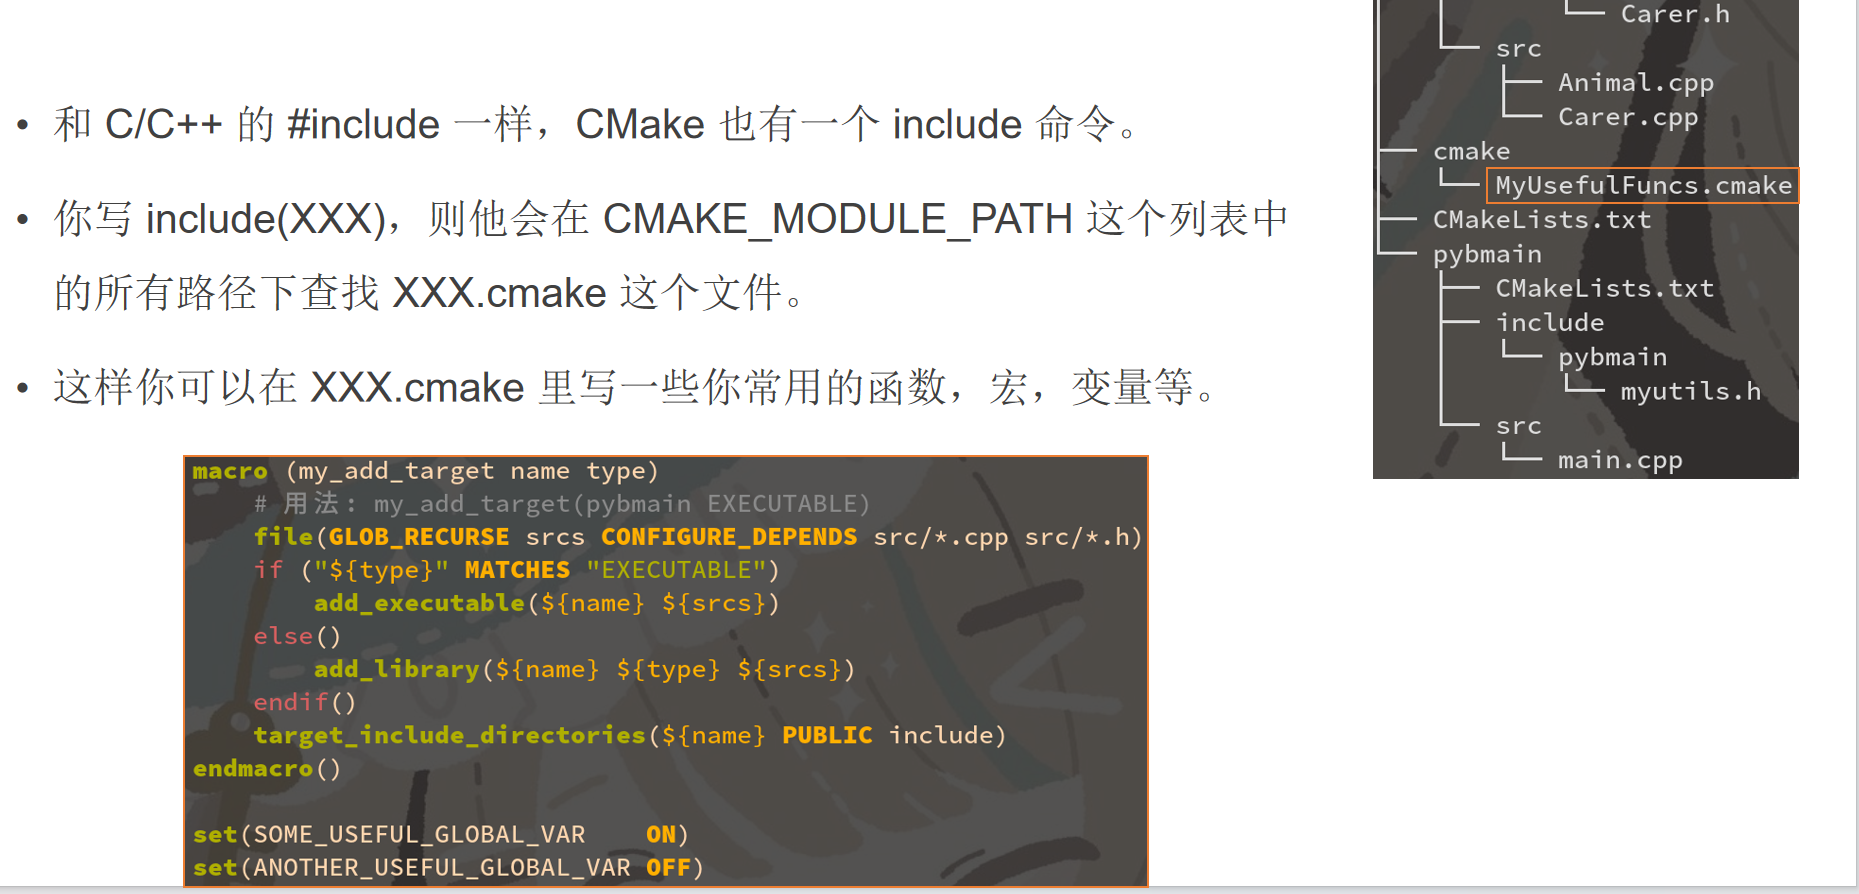 • 和 C/C++ 的 #include 一样，CMake 也有一个 include 命令。
• 你写 include(XXX)，则他会在 CMAKE_MODULE_PATH 这个列表中
的所有路径下查找 XXX.cmake 这个文件。
• 这样你可以在 XXX.cmake 里写一些你常用的函数，宏，变量等。
macro (my_add_target name type)
    # 用法：my_add_target(pybmain EXECUTABLE)
    file(GLOB_RECURSE srcs CONFIGURE_DEPENDS src/*.cpp src/*.h)
    if ("${type}" MATCHES "EXECUTABLE")
        add_executable(${name} ${srcs})
    else()
        add_library(${name} ${type} ${srcs})
    endif()
    target_include_directories(${name} PUBLIC include)
endmacro()
set(SOME_USEFUL_GLOBAL_VAR    ON)
set(ANOTHER_USEFUL_GLOBAL_VAR OFF)
Carer.h
src
Animal.cpp
Carer.cpp
cmake
MyUsefulFuncs.cmake
CMakeLists.txt
pybmain
CMakeLists.txt
include
pybmain
myutils.h
src
main.cpp